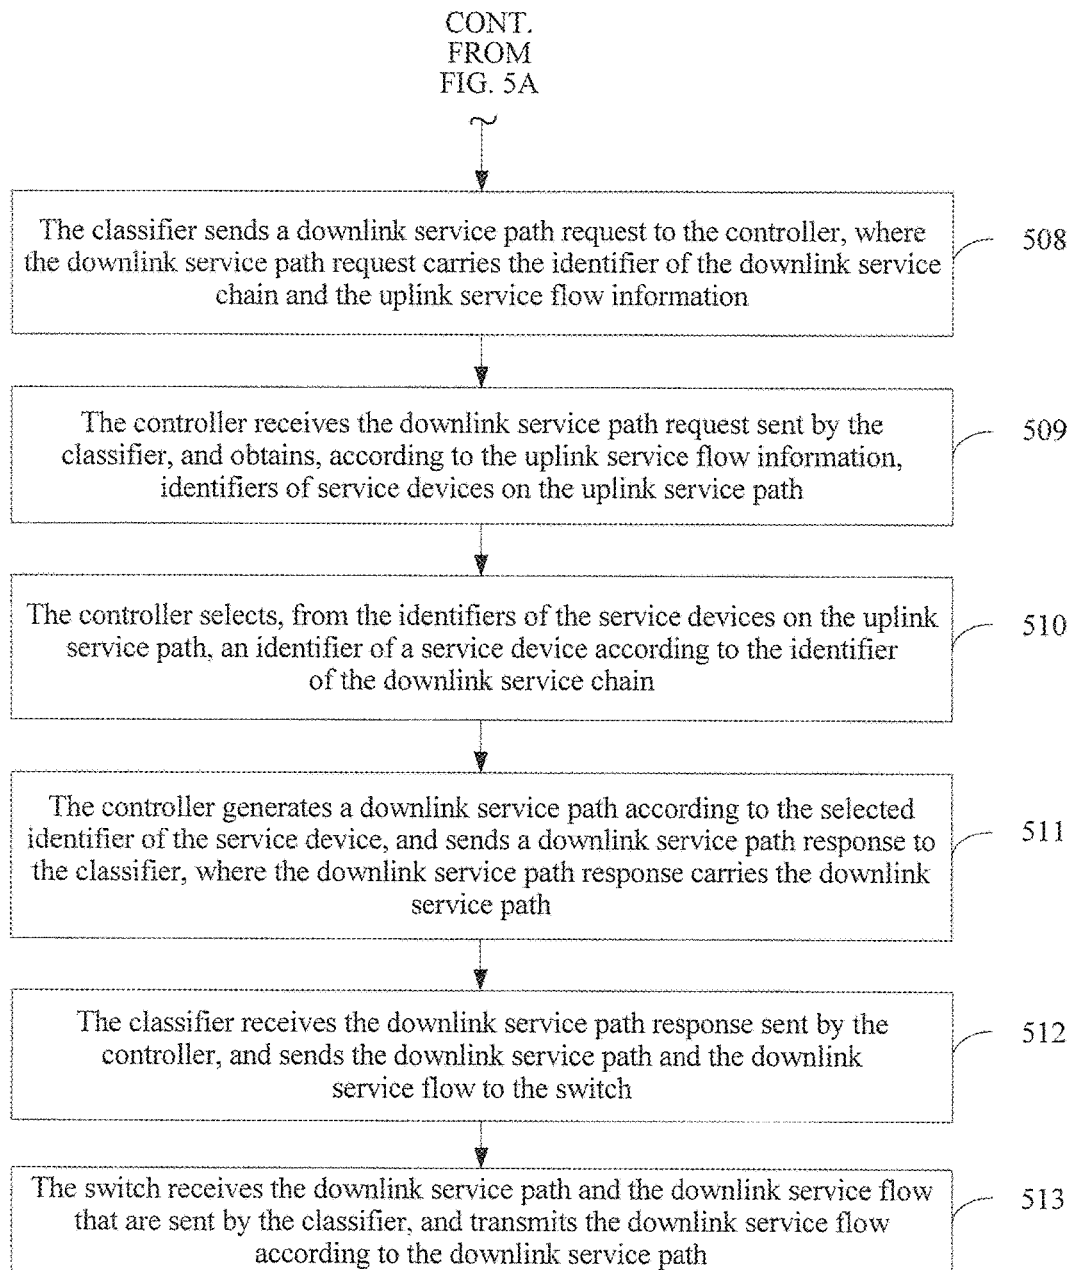 CONT.
FROM
FIG. 5A
The classifier sends a downlink service path request to the controller, where
the downlink service path request carries the identifier of the downlink service
chain and the uplink service flow information
508
The controller receives the downlink service path request sent by the
classifier, and obtains, according to the uplink service flow information,
identifiers of service devices on the uplink service path
509
The controller selects, from the identifiers of the service devices on the uplink
service path, an identifier of a service device according to the identifier
of the downlink service chain
510
The controller generates a downlink service path according to the selected
identifier of the service device, and sends a downlink service path response to
the classifier, where the downlink service path response carries the downlink
service path
511
The classifier receives the downlink service path response sent by the
controller, and sends the downlink service path and the downlink
service flow to the switch
512
The switch receives the downlink service path and the downlink service flow
that are sent by the classifier, and transmits the downlink service flow
according to the downlink service path
513